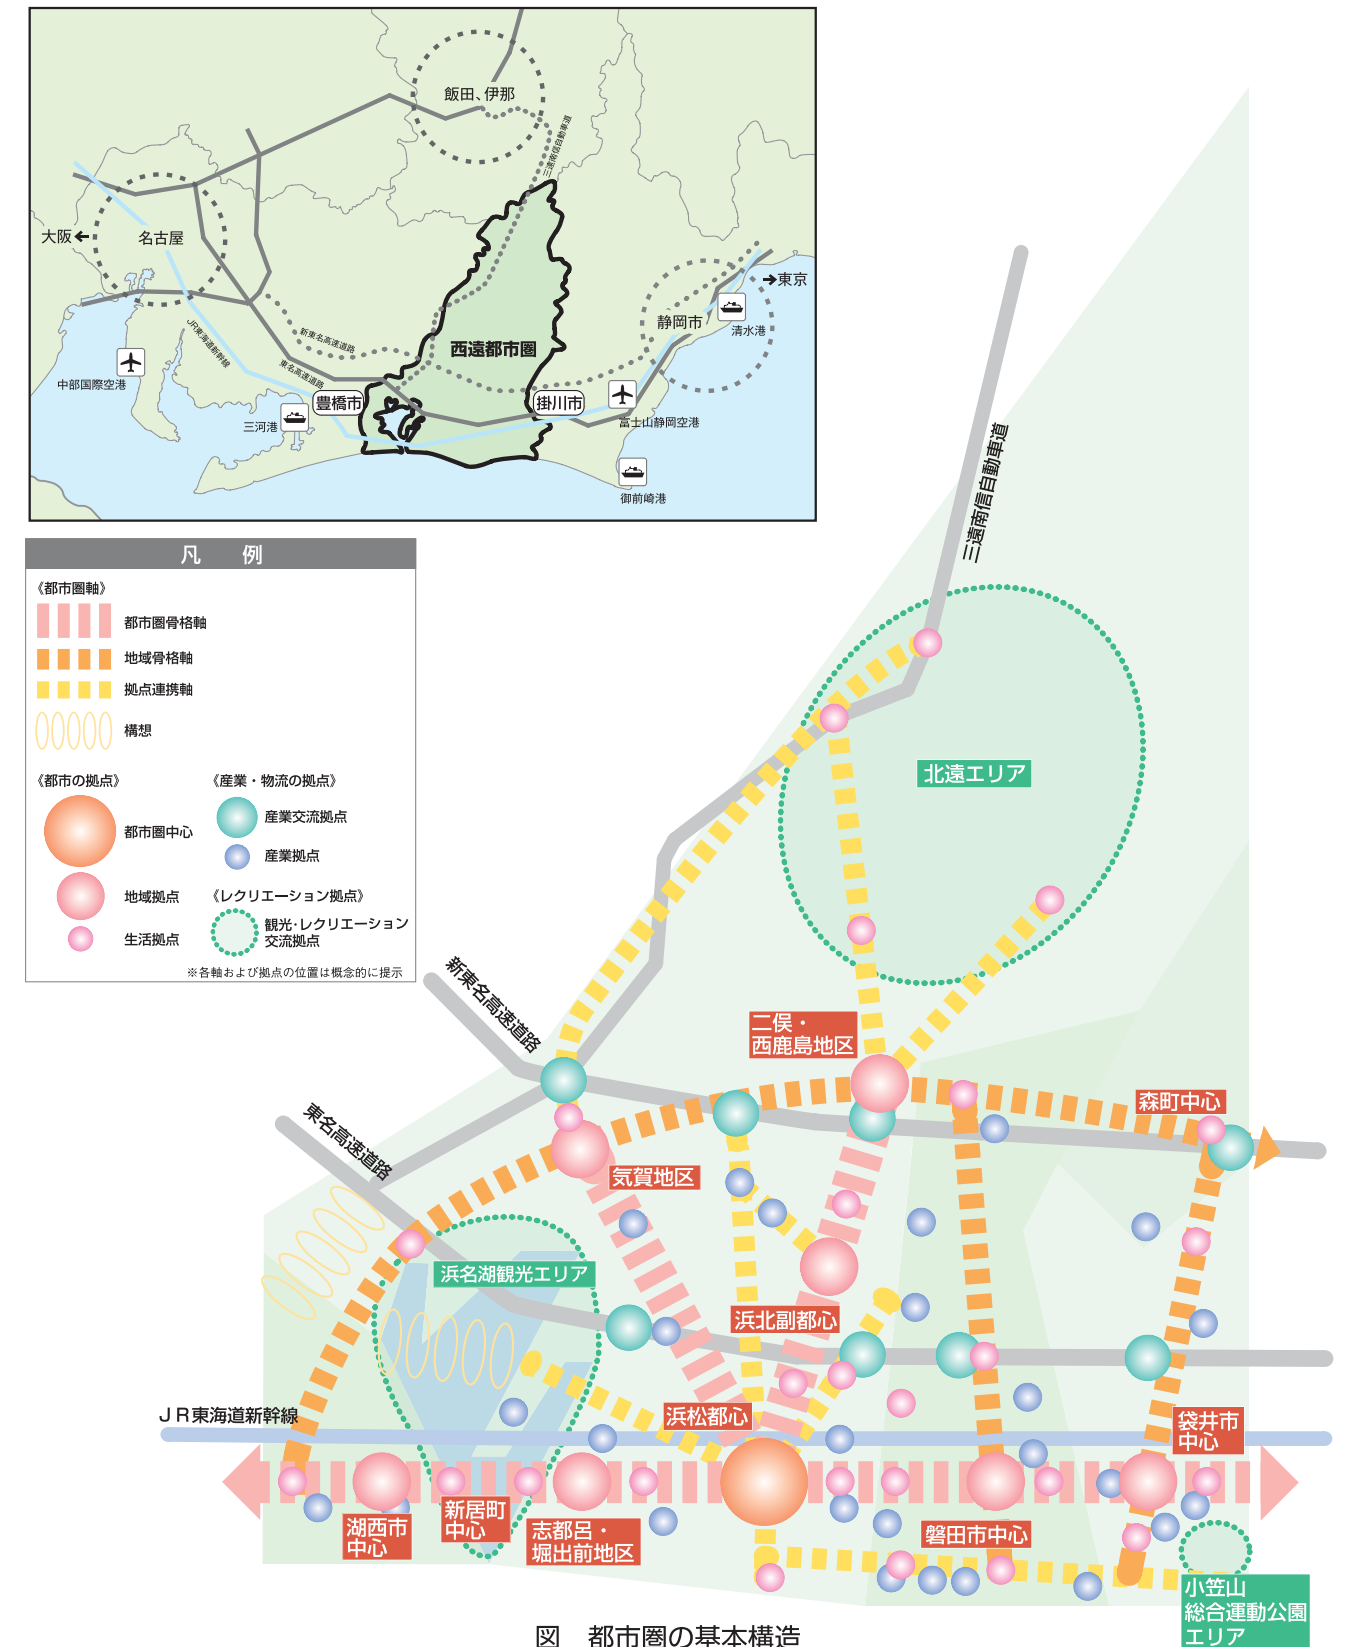 飯田、伊那
三遠南信自動車道
大阪←
名古屋
→東京
静岡市
清水港
新東名高速道路
西遠都市圏
JR東海道新幹線
東名高速道路
中部国際空港
豊橋市
掛川市
三河港
富士山静岡空港
御前崎港
凡　例
《都市圏軸》
都市圏骨格軸
地域骨格軸
拠点連携軸
構想
《都市の拠点》
都市圏中心
地域拠点
生活拠点
《産業・物流の拠点》
産業交流拠点
産業拠点
《レクリエーション拠点》
観光・レクリエーション
交流拠点
※各軸および拠点の位置は概念的に提示
三遠南信自動車道
北遠エリア
新東名高速道路
二俣・
西鹿島地区
森町中心
東名高速道路
気賀地区
浜名湖観光エリア
浜北副都心
JR東海道新幹線
浜松都心
袋井市
中心
湖西市
中心
新居町
中心
志都呂・
堀出前地区
磐田市中心
小笠山
総合運動公園
エリア
図　都市圏の基本構造